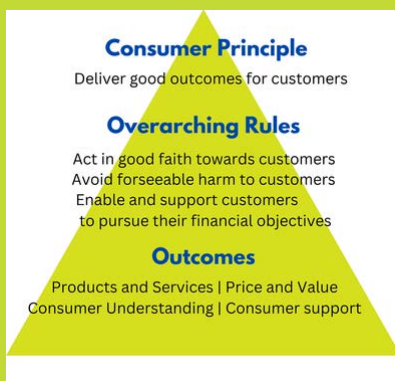 Consumer Principle
Deliver good outcomes for customers
Overarching Rules
Act in good faith towards customers
Avoid forseeable harm to customers
Enable and support customers
to pursue their financial objectives
Outcomes
Products and Services | Price and Value
Consumer Understanding | Consumer support